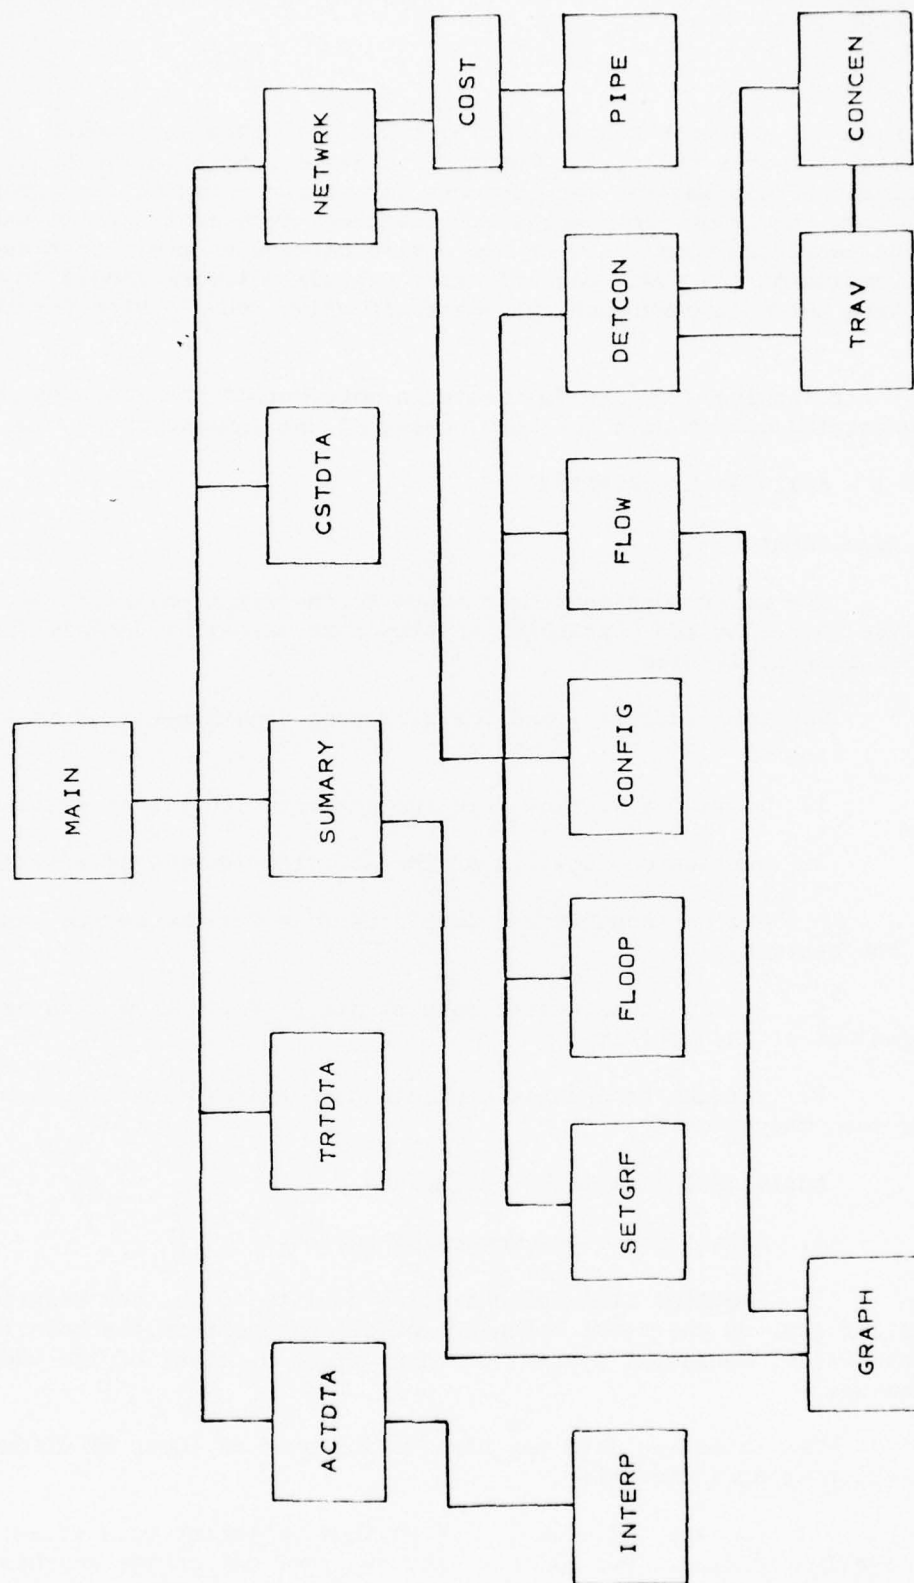 MAIN
ACTDTA
TRTDTA
SUMARY
CSTDTA
NETWRK
COST
INTERP
SETGRF
FLOOP
CONFIG
FLOW
DETCON
PIPE
GRAPH
TRAV
CONCEN